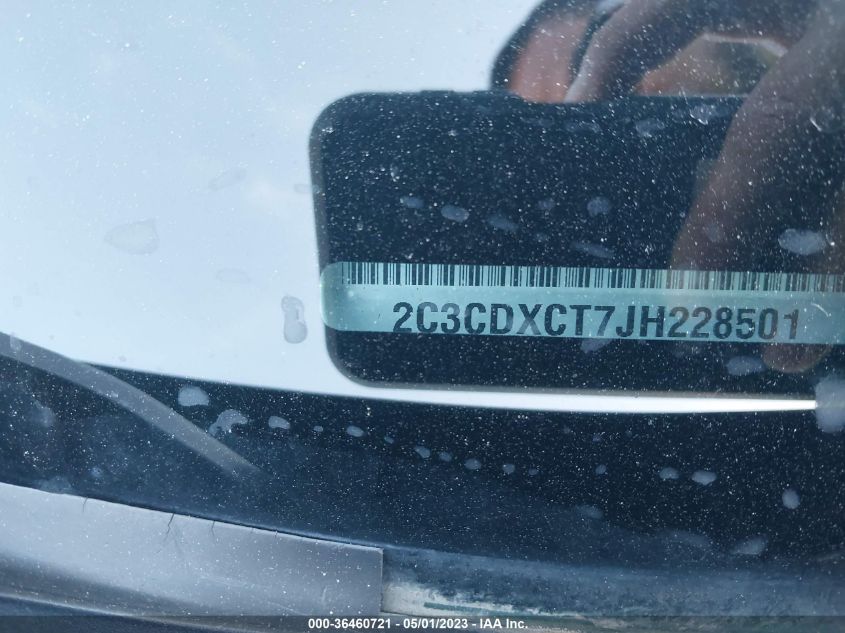 2C3CDXCT7JH228501
000-36460721 - 05/01/2023 - IAA Inc.